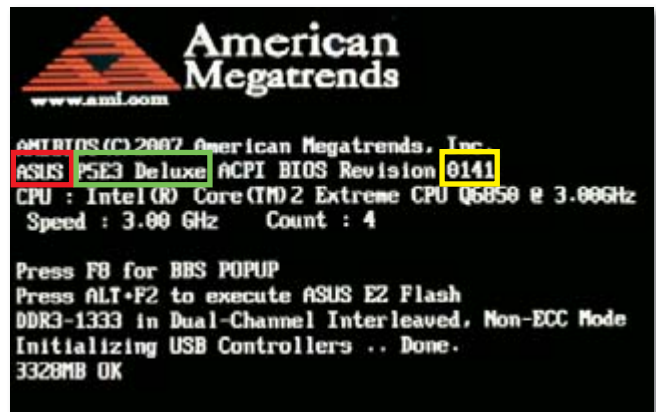 American
Megatrends
www.ami.com
AMIBIOS(C)2007 American Megatrends, Inc.
ASUS P5E3 Deluxe ACPI BIOS Revision 0141
CPU : Intel(R) Core(TM)2 Extreme CPU Q6850 @ 3.00GHz
Speed : 3.00 GHz Count : 4
Press F8 for BBS POPUP
Press ALT+F2 to execute ASUS EZ Flash
DDR3-1333 in Dual-Channel Interleaved, Non-ECC Mode
Initializing USB Controllers .. Done.
3328MB OK